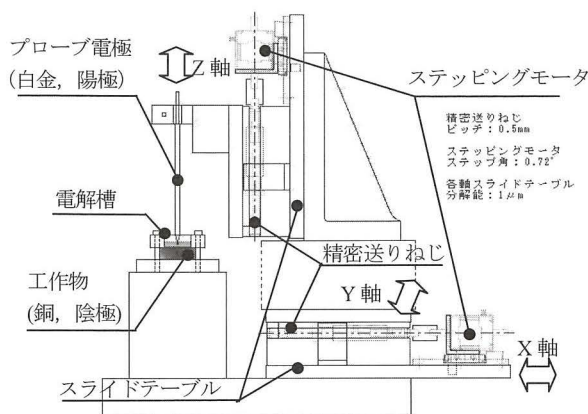 プローブ電極
(白金, 陽極)
Z 軸
ステッピングモータ
精密送りねじ
ピッチ：0.5mm
ステッピングモータ
ステップ角：0.72°
各軸スライドテーブル
分解能：1μm
電解槽
工作物
(銅, 陰極)
精密送りねじ
Y 軸
X 軸
スライドテーブル